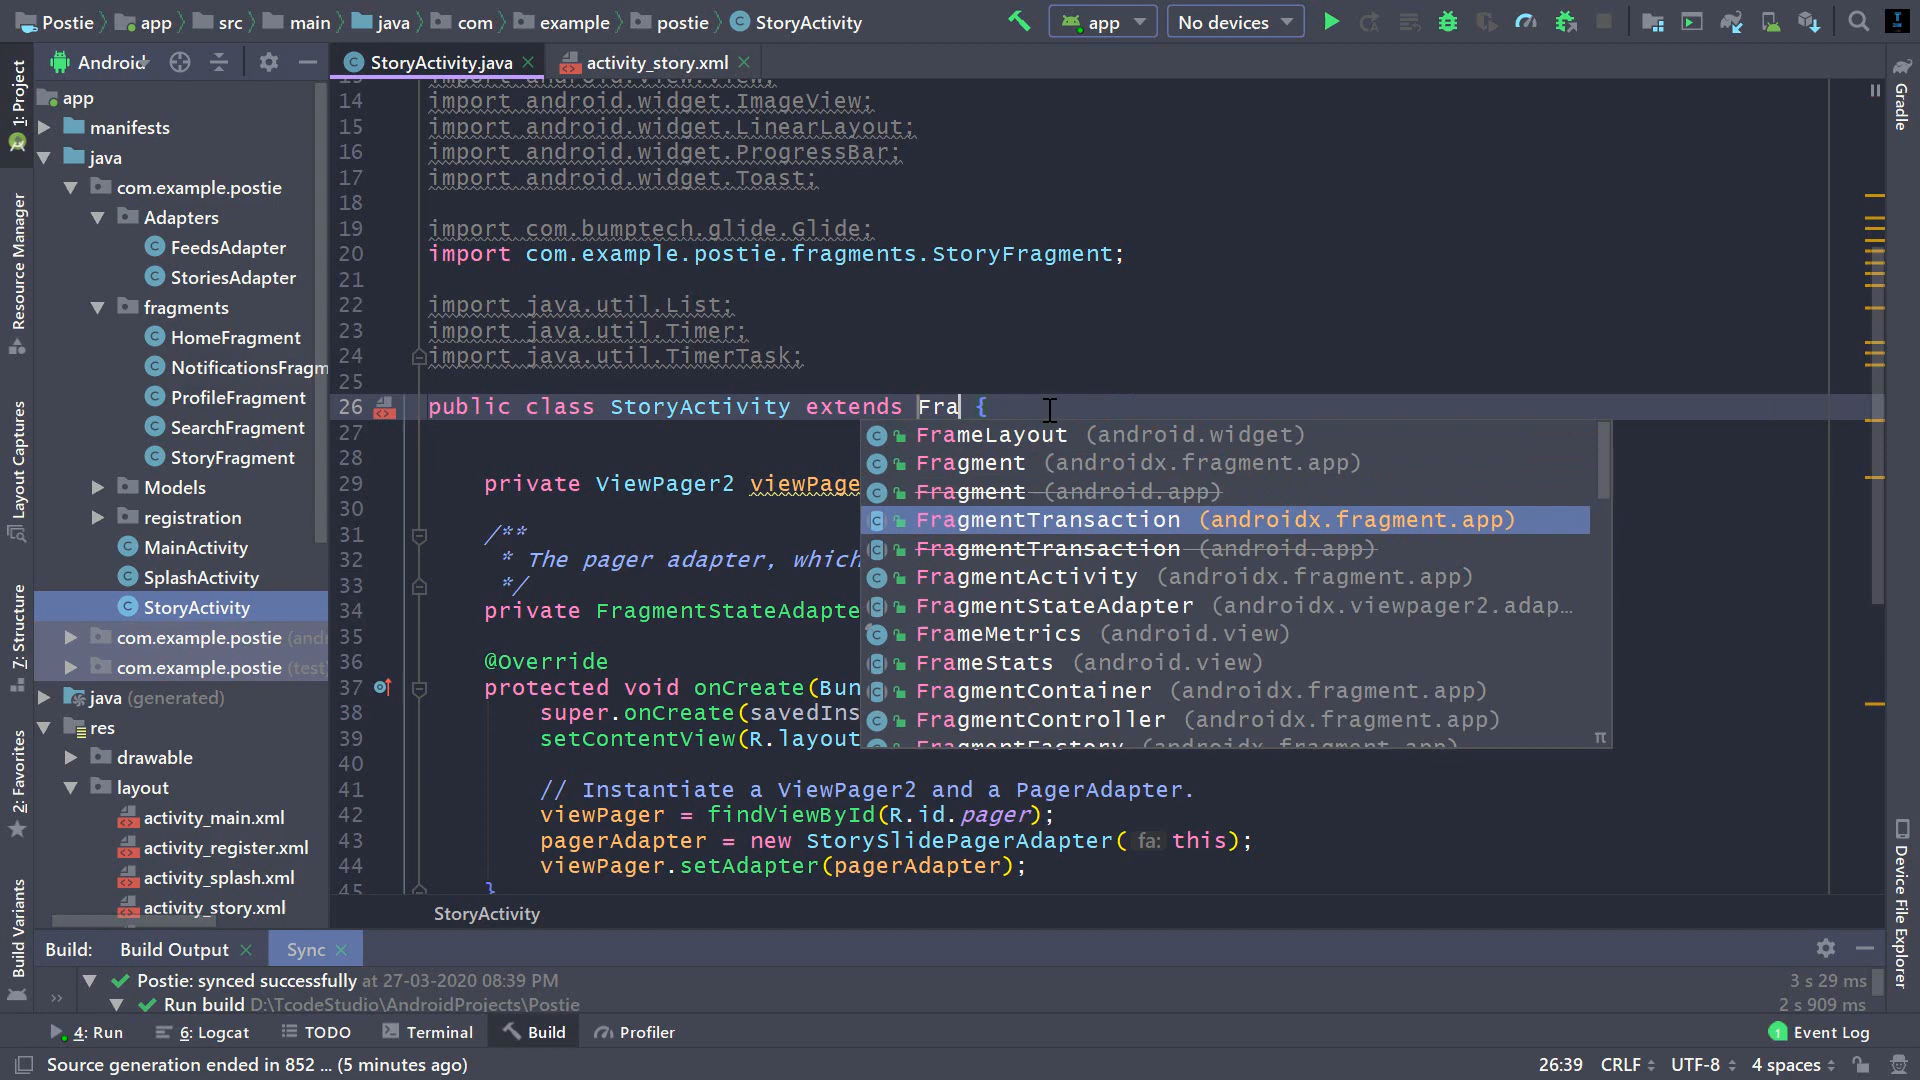 Postie app src main java com example postie StoryActivity
app No devices
Android
StoryActivity.java activity_story.xml
1: Project
Resource Manager
Layout Captures
7: Structure
2: Favorites
Build Variants
app
manifests
java
com.example.postie
Adapters
FeedsAdapter
StoriesAdapter
fragments
HomeFragment
NotificationsFragm
ProfileFragment
SearchFragment
StoryFragment
Models
registration
MainActivity
SplashActivity
StoryActivity
com.example.postie (and
com.example.postie (test)
java (generated)
res
drawable
layout
activity_main.xml
activity_register.xml
activity_splash.xml
activity_story.xml
14 import android.widget.ImageView;
15 import android.widget.LinearLayout;
16 import android.widget.ProgressBar;
17 import android.widget.Toast;
18
19 import com.bumptech.glide.Glide;
20 import com.example.postie.fragments.StoryFragment;
21
22 import java.util.List;
23 import java.util.Timer;
24 import java.util.TimerTask;
25
26 public class StoryActivity extends Fra {
27
28
29 private ViewPager2 viewPage
30
31 /**
32 * The pager adapter, which
33 */
34 private FragmentStateAdapte
35
36 @Override
37 protected void onCreate(Bun
38 super.onCreate(savedIns
39 setContentView(R.layout
40
41 // Instantiate a ViewPager2 and a PagerAdapter.
42 viewPager = findViewById(R.id.pager);
43 pagerAdapter = new StorySlidePagerAdapter( fa: this);
44 viewPager.setAdapter(pagerAdapter);
45 }
FrameLayout (android.widget)
Fragment (androidx.fragment.app)
Fragment (android.app)
FragmentTransaction (androidx.fragment.app)
FragmentTransaction (android.app)
FragmentActivity (androidx.fragment.app)
FragmentStateAdapter (androidx.viewpager2.adap...
FrameMetrics (android.view)
FrameStats (android.view)
FragmentContainer (androidx.fragment.app)
FragmentController (androidx.fragment.app)
FragmentFactory (androidx.fragment.app)
π
StoryActivity
Gradle
Device File Explorer
Build: Build Output Sync
Postie: synced successfully at 27-03-2020 08:39 PM 3 s 29 ms
Run build D:\TcodeStudio\AndroidProjects\Postie 2 s 909 ms
4: Run 6: Logcat TODO Terminal Build Profiler 1 Event Log
Source generation ended in 852 ... (5 minutes ago) 26:39 CRLF UTF-8 4 spaces